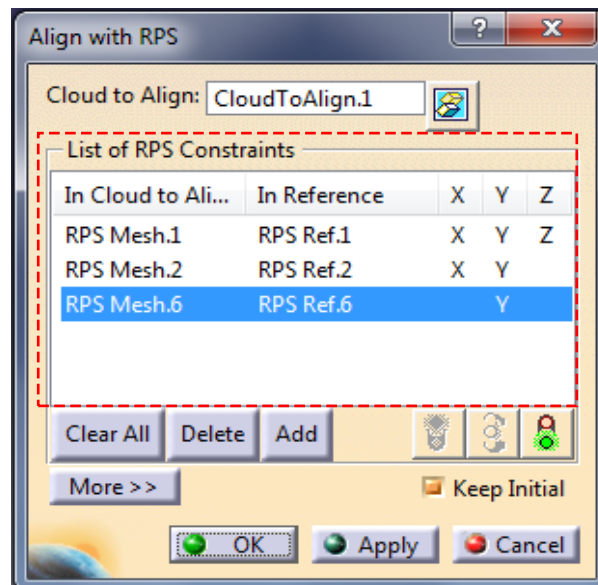 Align with RPS
Cloud to Align: CloudToAlign.1
List of RPS Constraints
In Cloud to Ali... In Reference X Y Z
RPS Mesh.1 RPS Ref.1 X Y Z
RPS Mesh.2 RPS Ref.2 X Y
RPS Mesh.6 RPS Ref.6 Y
Clear All Delete Add
More >> Keep Initial
OK Apply Cancel